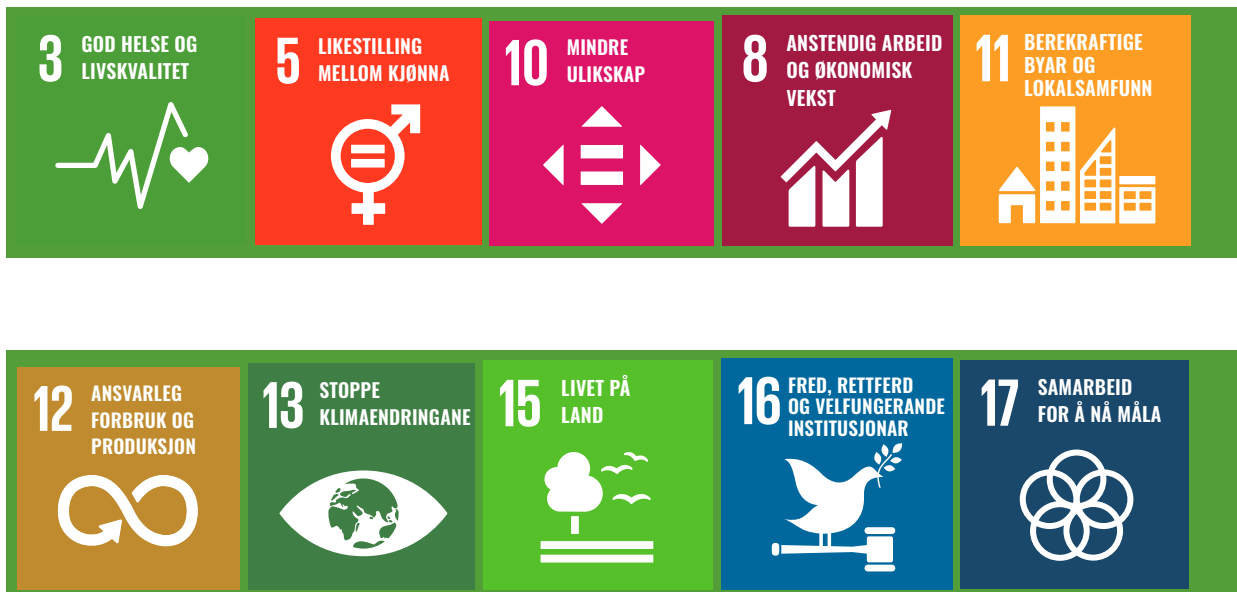 3
GOD HELSE OG
LIVSKVALITET
5
LIKESTILLING
MELLOM KJØNNA
10
MINDRE
ULIKSKAP
8
ANSTENDIG ARBEID
OG ØKONOMISK
VEKST
11
BEREKRAFTIGE
BYAR OG
LOKALSAMFUNN
12
ANSVARLEG
FORBRUK OG
PRODUKSJON
13
STOPPE
KLIMAENDRINGANE
15
LIVET PÅ
LAND
16
FRED, RETTFERD
OG VELFUNGERANDE
INSTITUSJONAR
17
SAMARBEID
FOR Å NÅ MÅLA